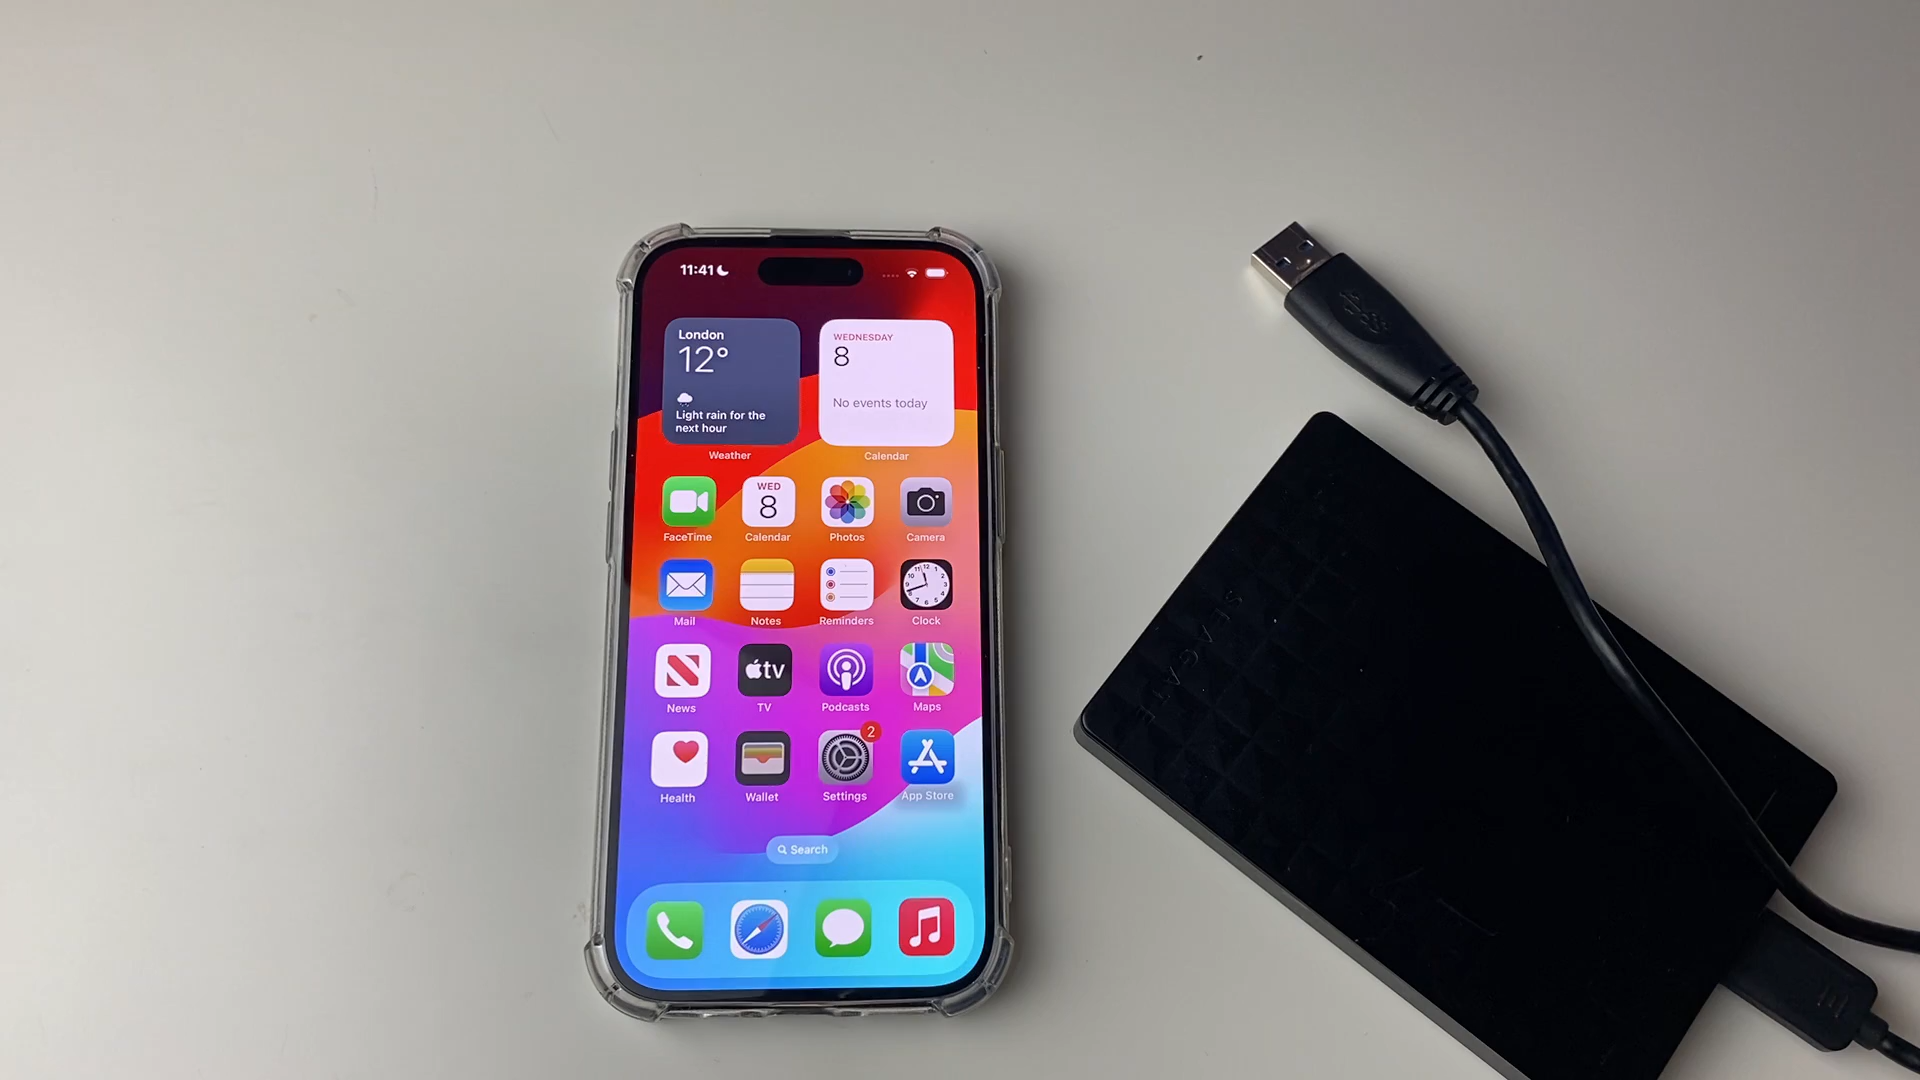 11:41
London
12°
Light rain for the
next hour
Weather
WEDNESDAY
8
No events today
Calendar
FaceTime
WED
8
Calendar
Photos
Camera
Mail
Notes
Reminders
12
Clock
News
tv
TV
Podcasts
Maps
Health
Wallet
2
Settings
App Store
Search
SEAGATE